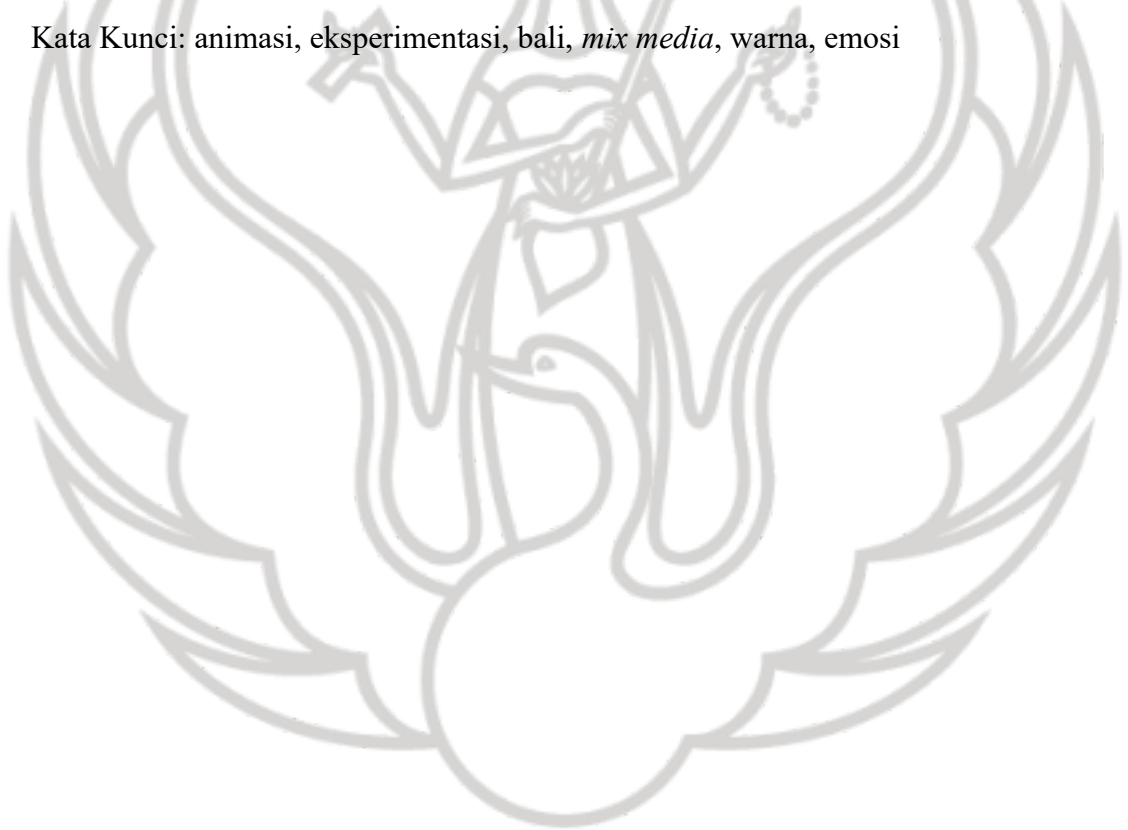 Kata Kunci: animasi, eksperimentasi, bali, mix media, warna, emosi